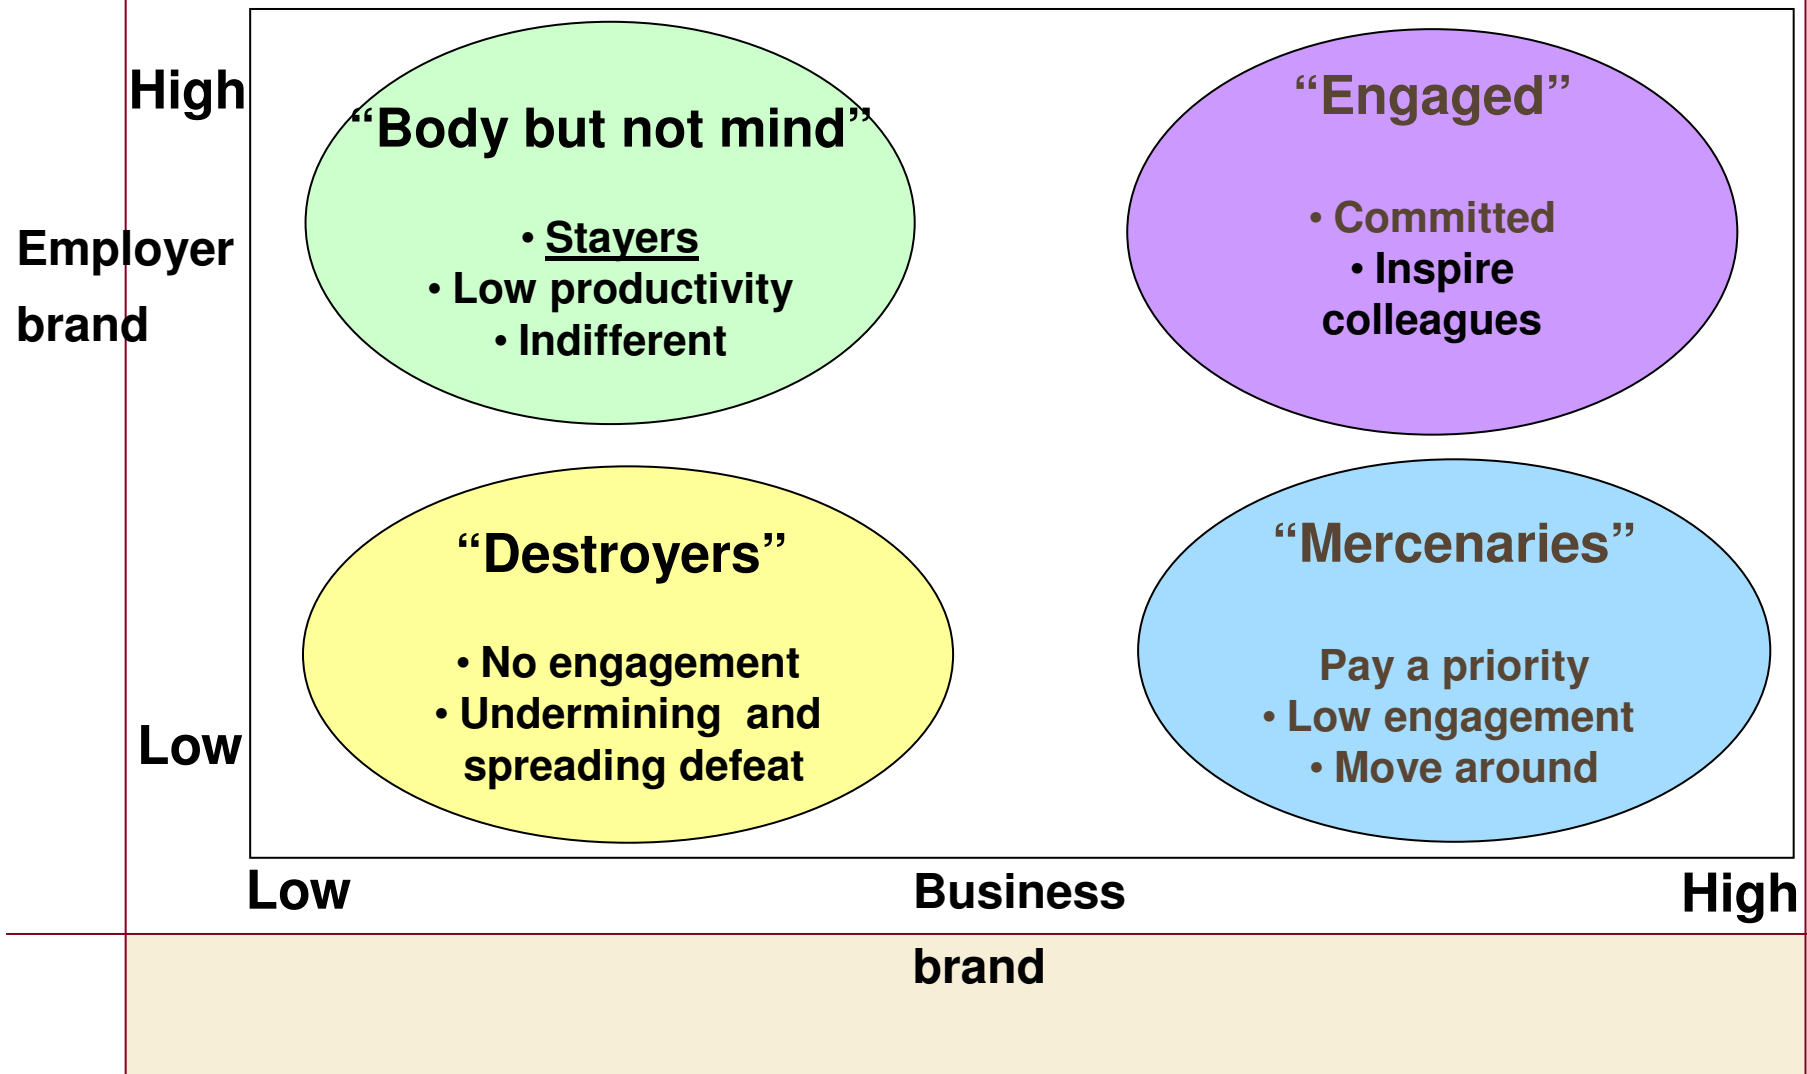 High
“Body but not mind”
• Stayers
• Low productivity
• Indifferent
“Engaged”
• Committed
• Inspire
colleagues
Employer
brand
“Destroyers”
• No engagement
• Undermining  and
spreading defeat
“Mercenaries”
Pay a priority
• Low engagement
• Move around
Low
Low
Business
brand
High